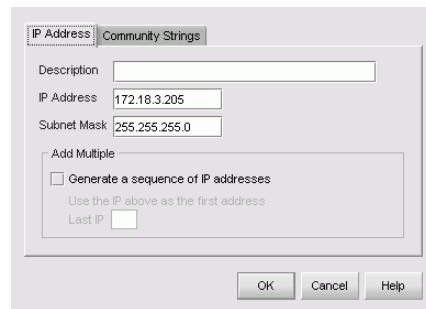 IP Address Community Strings
Description
IP Address 172.18.3.205
Subnet Mask 255.255.255.0
Add Multiple
Generate a sequence of IP addresses
Use the IP above as the first address
Last IP
OK Cancel Help